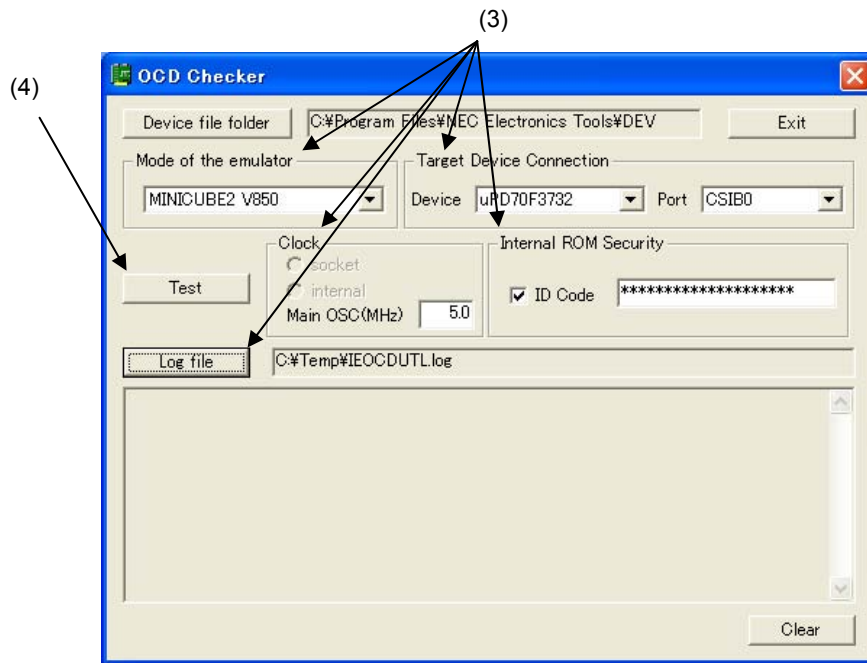 (3)
OCD Checker
(4)
Device file folder C:¥Program Files¥NEC Electronics Tools¥DEV Exit
Mode of the emulator Target Device Connection
MINICUBE2 V850 Device uPD70F3732 Port CSIB0
Clock Internal ROM Security
socket
Test internal ID Code ********************
Main OSC(MHz) 5.0
Log file C:¥Temp¥IEOCDUTL.log
Clear